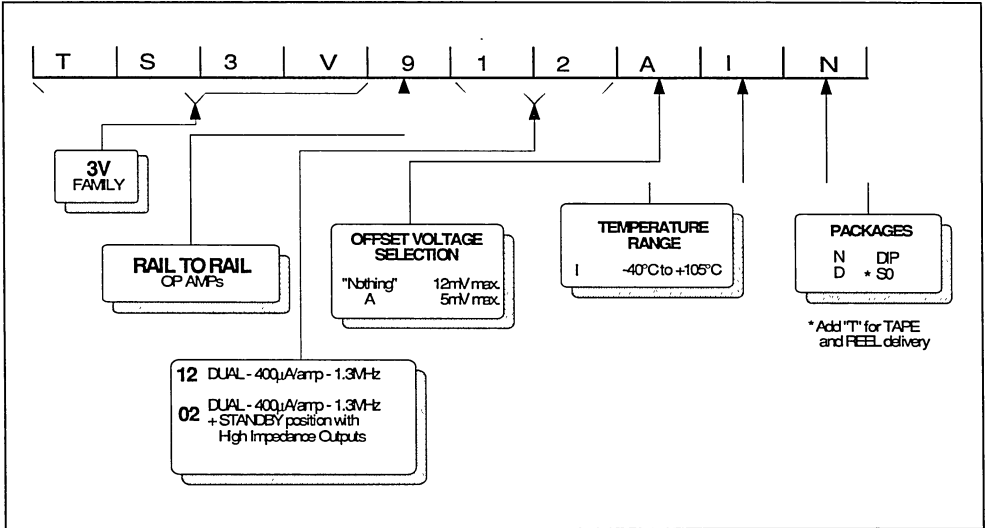 T S 3 V 9 1 2 A I N
3V
FAMILY
RAIL TO RAIL
OP AMPs
12 DUAL - 400µA/amp - 1.3MHz
02 DUAL - 400µA/amp - 1.3MHz
+ STANDBY position with
High Impedance Outputs
OFFSET VOLTAGE
SELECTION
"Nothing" 12mV max.
A 5mV max.
TEMPERATURE
RANGE
I -40°C to +105°C
PACKAGES
N DIP
D * S0
* Add "T" for TAPE
and REEL delivery